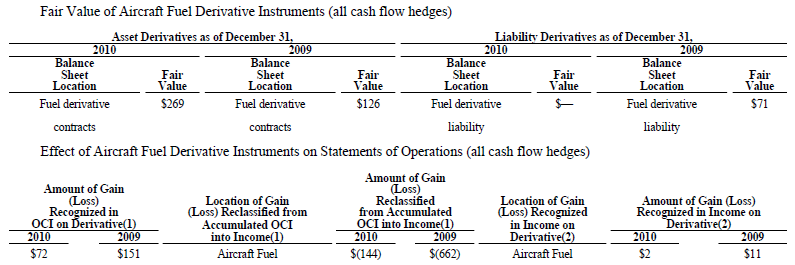 Fair Value of Aircraft Fuel Derivative Instruments (all cash flow hedges)
Asset Derivatives as of December 31, Liability Derivatives as of December 31,
2010 2009 2010 2009
Balance Balance Balance Balance
Sheet Fair Sheet Fair Sheet Fair Sheet Fair
Location Value Location Value Location Value Location Value
Fuel derivative $269 Fuel derivative $126 Fuel derivative $— Fuel derivative $71
contracts contracts liability liability
Effect of Aircraft Fuel Derivative Instruments on Statements of Operations (all cash flow hedges)
Amount of Gain
Amount of Gain (Loss)
(Loss) Location of Gain Reclassified Location of Gain Amount of Gain (Loss)
Recognized in (Loss) Reclassified from from Accumulated (Loss) Recognized Recognized in Income on
OCI on Derivative(1) Accumulated OCI OCI into Income(1) in Income on Derivative(2)
2010 2009 into Income(1) 2010 2009 Derivative(2) 2010 2009
$72 $151 Aircraft Fuel $(144) $(662) Aircraft Fuel $2 $11